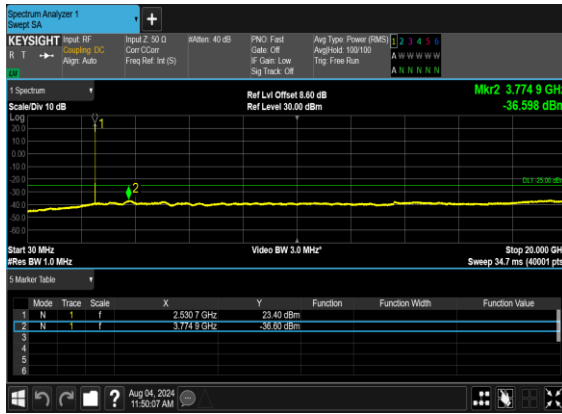 Spectrum Analyzer 1
Swept SA
+
KEYSIGHT
R T
Input: RF
Coupling: DC
Align: Auto
Input Z: 50 Ω
Corr CCorr
Freq Ref: Int (S)
#Atten: 40 dB
PNO: Fast
Gate: Off
IF Gain: Low
Sig Track: Off
Avg Type: Power (RMS)
Avg|Hold: 100/100
Trig: Free Run
1 2 3 4 5 6
A W W W W W
A N N N N N
1 Spectrum
Scale/Div 10 dB
Ref Lvl Offset 8.60 dB
Ref Level 30.00 dBm
Mkr2 3.774 9 GHz
-36.598 dBm
Log
20.0
10.0
0.00
-10.0
-20.0
-30.0
-40.0
-50.0
-60.0
1
2
DL1 -25.00 dBm
Start 30 MHz
#Res BW 1.0 MHz
Video BW 3.0 MHz*
Stop 20.000 GHz
Sweep 34.7 ms (40001 pts)
5 Marker Table
Mode Trace Scale X Y Function Function Width Function Value
1 N 1 f 2.530 7 GHz 23.40 dBm
2 N 1 f 3.774 9 GHz -36.60 dBm
3
4
5
6
?
Aug 04, 2024
11:50:07 AM